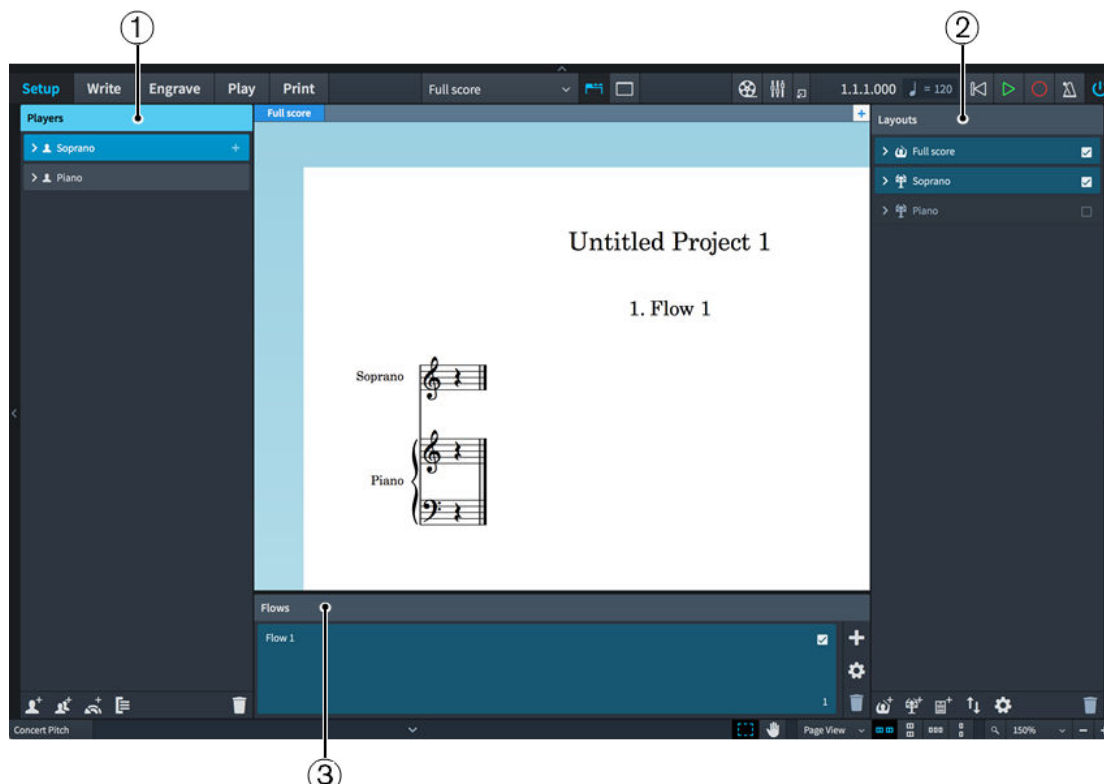 1
2
Setup Write Engrave Play Print Full score 1.1.1.000 = 120
Players
Full score
Layouts
Soprano
Piano
Full score
Soprano
Piano
Untitled Project 1
1. Flow 1
Soprano
Piano
Flows
Flow 1
1
Concert Pitch
Page View
150%
3